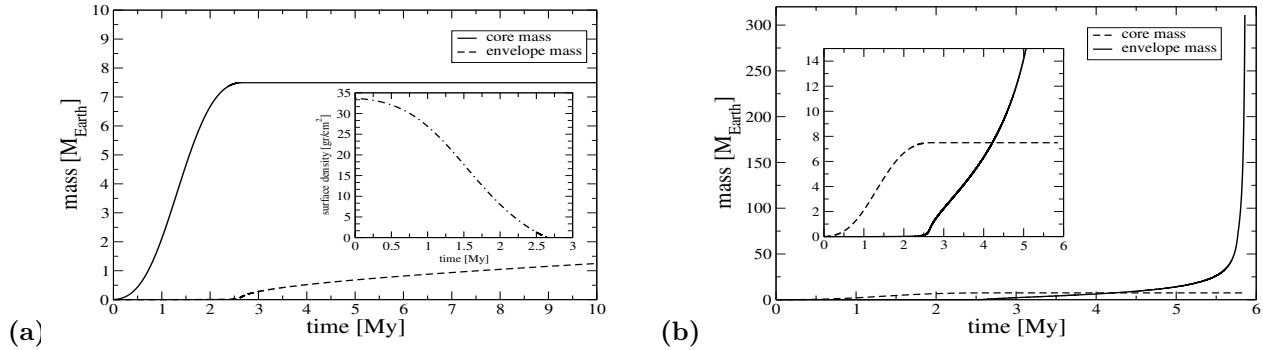 10
9
8
7
6
5
4
3
2
1
0
mass [M_Earth]
0 1 2 3 4 5 6 7 8 9 10
time [My]
core mass
envelope mass
35
30
25
20
15
10
5
0
surface density [gr/cm^2]
0 0.5 1 1.5 2 2.5 3
time [My]
(a)
300
250
200
150
100
50
0
mass [M_Earth]
0 1 2 3 4 5 6
time [My]
core mass
envelope mass
14
12
10
8
6
4
2
0
0 1 2 3 4 5 6
(b)